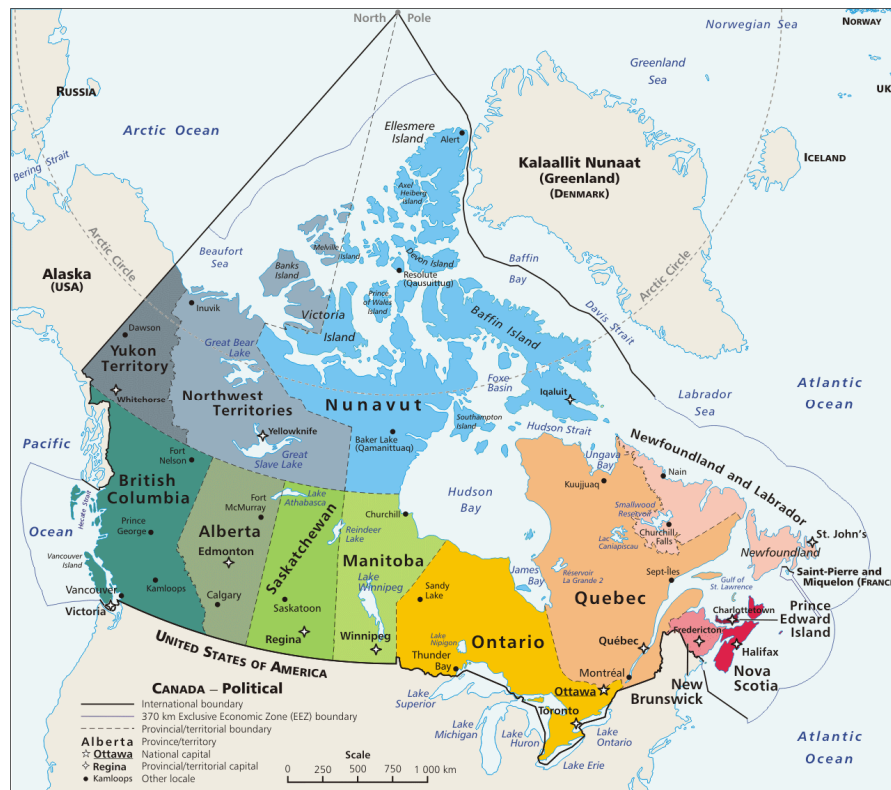 North Pole
Norwegian Sea
NORWAY
Greenland
Sea
RUSSIA
UK
Arctic Ocean
Ellesmere
Island
Alert
Kalaallit Nunaat
(Greenland)
(DENMARK)
ICELAND
Bering Strait
Axel
Heiberg
Island
Arctic Circle
Beaufort
Sea
Melville
Island
Devon Island
Baffin
Bay
Arctic Circle
Alaska
(USA)
Banks
Island
Resolute
(Qausuittug)
Prince
of Wales
Island
Inuvik
Victoria
Island
Baffin Island
Davis Strait
Dawson
Yukon
Territory
Great Bear
Lake
Whitehorse
Northwest
Territories
Nunavut
Foxe
Basin
Iqaluit
Labrador
Sea
Atlantic
Ocean
Yellowknife
Great
Slave Lake
Baker Lake
(Qamanittuaq)
Southampton
Island
Hudson Strait
Pacific
Ocean
Fort
Nelson
British
Columbia
Hecate Strait
Prince
George
Vancouver
Island
Kamloops
Vancouver
Victoria
Fort
McMurray
Alberta
Edmonton
Calgary
Lake
Athabasca
Saskatchewan
Reindeer
Lake
Saskatoon
Regina
Churchill
Manitoba
Lake
Winnipeg
Winnipeg
Hudson
Bay
Ungava
Bay
Kuujjuaq
Newfoundland and Labrador
Nain
Smallwood
Reservoir
Churchill
Falls
Lac
Caniapiscau
Newfoundland
St. John's
Saint-Pierre and
Miquelon (FRANCE)
James
Bay
Réservoir
La Grande 2
Sept-Îles
Gulf of
St. Lawrence
Quebec
Québec
Montréal
Sandy
Lake
Ontario
Lake
Nipigon
Thunder
Bay
Charlottetown
Prince
Edward
Island
Fredericton
Halifax
Nova
Scotia
New
Brunswick
Ottawa
Toronto
UNITED STATES OF AMERICA
Lake
Superior
Lake
Michigan
Lake
Huron
Lake
Ontario
Lake Erie
Atlantic
Ocean
CANADA – Political
International boundary
370 km Exclusive Economic Zone (EEZ) boundary
Provincial/territorial boundary
Alberta Province/territory
Ottawa National capital
Regina Provincial/territorial capital
Kamloops Other locale
Scale
0 250 500 750 1 000 km